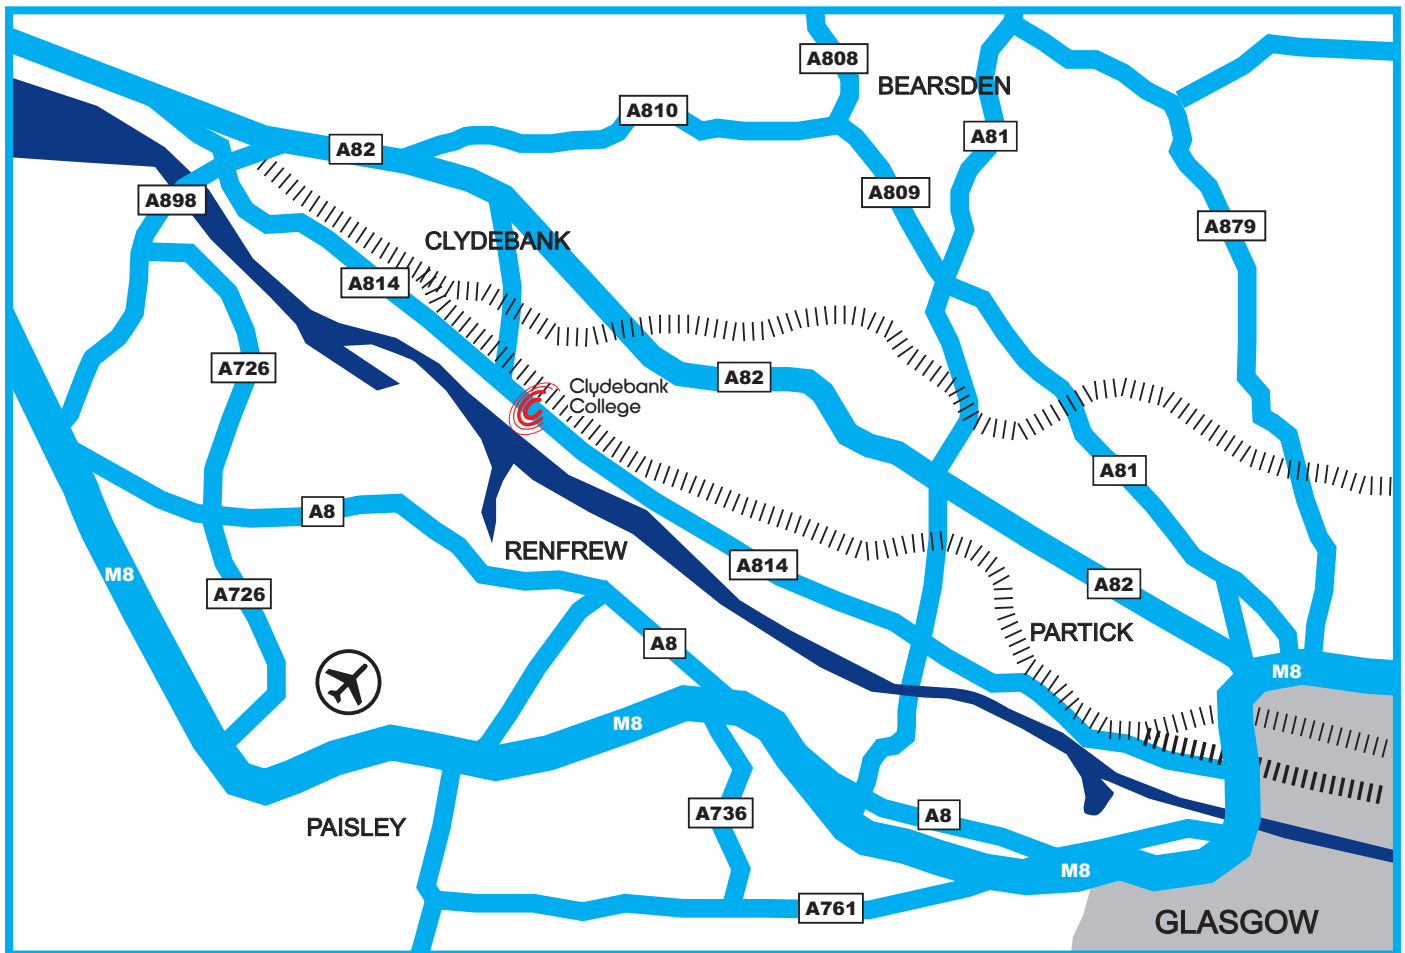 A808
BEARSDEN
A810
A81
A82
A809
A898
A879
CLYDEBANK
A814
A726
A82
Clydebank
College
A81
A8
RENFREW
A814
M8
A82
A726
PARTICK
A8
M8
M8
A736
A8
PAISLEY
M8
A761
GLASGOW